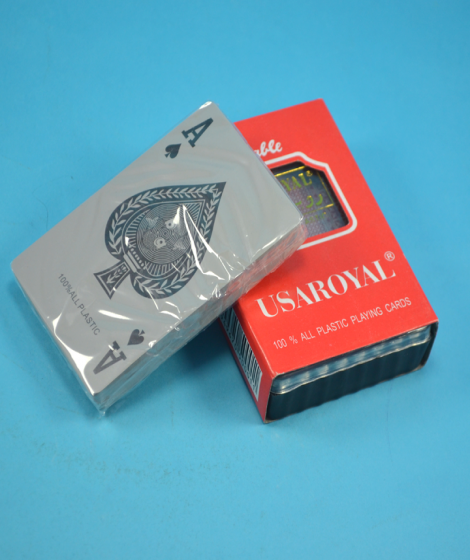 A
100% ALL PLASTIC
A
USAROYAL®
100 % ALL PLASTIC PLAYING CARDS